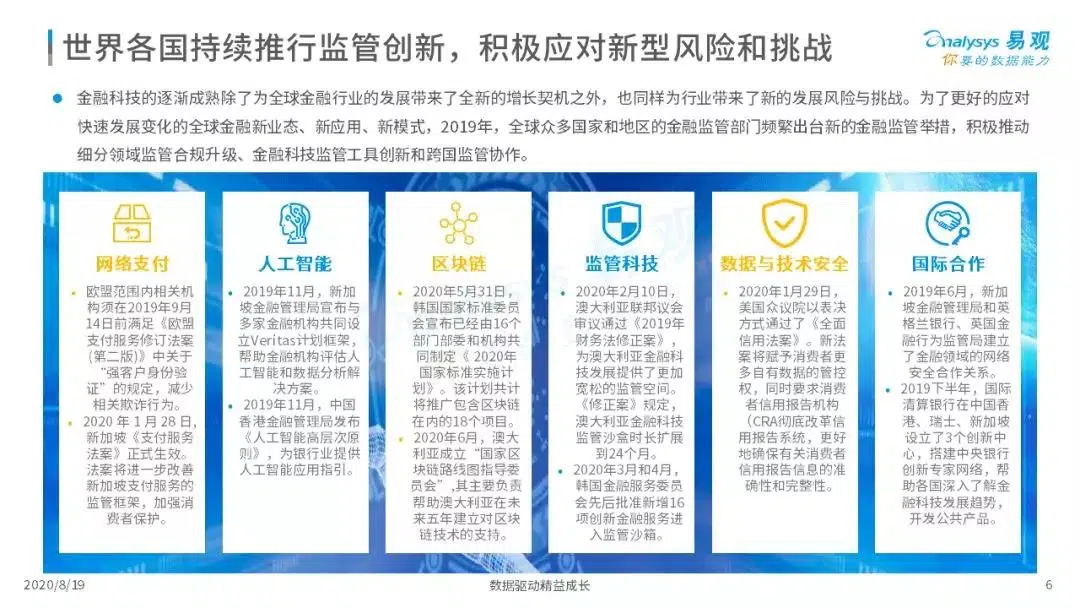 世界各国持续推行监管创新，积极应对新型风险和挑战
analysys 易观
你要的数据能力
金融科技的逐渐成熟除了为全球金融行业的发展带来了全新的增长契机之外，也同样为行业带来了新的发展风险与挑战。为了更好的应对
快速发展变化的全球金融新业态、新应用、新模式，2019年，全球众多国家和地区的金融监管部门频繁出台新的金融监管举措，积极推动
细分领域监管合规升级、金融科技监管工具创新和跨国监管协作。
网络支付
欧盟范围内相关机
构须在2019年9月
14日前满足《欧盟
支付服务修订法案
(第二版)》中关于
“强客户身份验
证”的规定，减少
相关欺诈行为。
2020 年 1 月 28 日，
新加坡《支付服务
法案》正式生效。
法案将进一步改善
新加坡支付服务的
监管框架，加强消
费者保护。
人工智能
2019年11月，新加
坡金融管理局宣布与
多家金融机构共同设
立Veritas计划框架，
帮助金融机构评估人
工智能和数据分析解
决方案。
2019年11月，中国
香港金融管理局发布
《人工智能高层次原
则》，为银行业提供
人工智能应用指引。
区块链
2020年5月31日，
韩国国家标准委员
会宣布已经由16个
部门部委和机构共
同制定《 2020年
国家标准实施计
划》。该计划共计
将推广包含区块链
在内的18个项目。
2020年6月，澳大
利亚成立“国家区
块链路线图指导委
员会”,其主要负责
帮助澳大利亚在未
来五年建立对区块
链技术的支持。
监管科技
2020年2月10日，
澳大利亚联邦议会
审议通过《2019年
财务法修正案》，
为澳大利亚金融科
技发展提供了更加
宽松的监管空间。
《修正案》规定，
澳大利亚金融科技
监管沙盒时长扩展
到24个月。
2020年3月和4月，
韩国金融服务委员
会先后批准新增16
项创新金融服务进
入监管沙箱。
数据与技术安全
2020年1月29日，
美国众议院以表决
方式通过了《全面
信用法案》。新法
案将赋予消费者更
多自有数据的管控
权，同时要求消费
者信用报告机构
（CRA彻底改革信
用报告系统，更好
地确保有关消费者
信用报告信息的准
确性和完整性。
国际合作
2019年6月，新加
坡金融管理局和英
格兰银行、英国金
融行为监管局建立
了金融领域的网络
安全合作关系。
2019下半年，国际
清算银行在中国香
港、瑞士、新加坡
设立了3个创新中
心，搭建中央银行
创新专家网络，帮
助各国深入了解金
融科技发展趋势，
开发公共产品。
2020/8/19
数据驱动精益成长
6